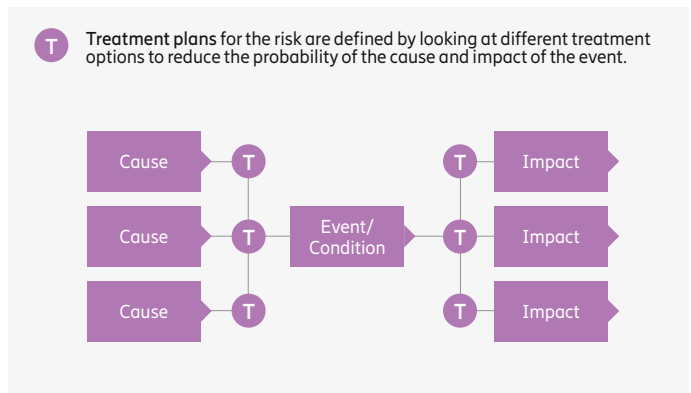 T
Treatment plans for the risk are defined by looking at different treatment
options to reduce the probability of the cause and impact of the event.
Cause
T
T
Impact
Cause
T
Event/
Condition
T
Impact
Cause
T
T
Impact